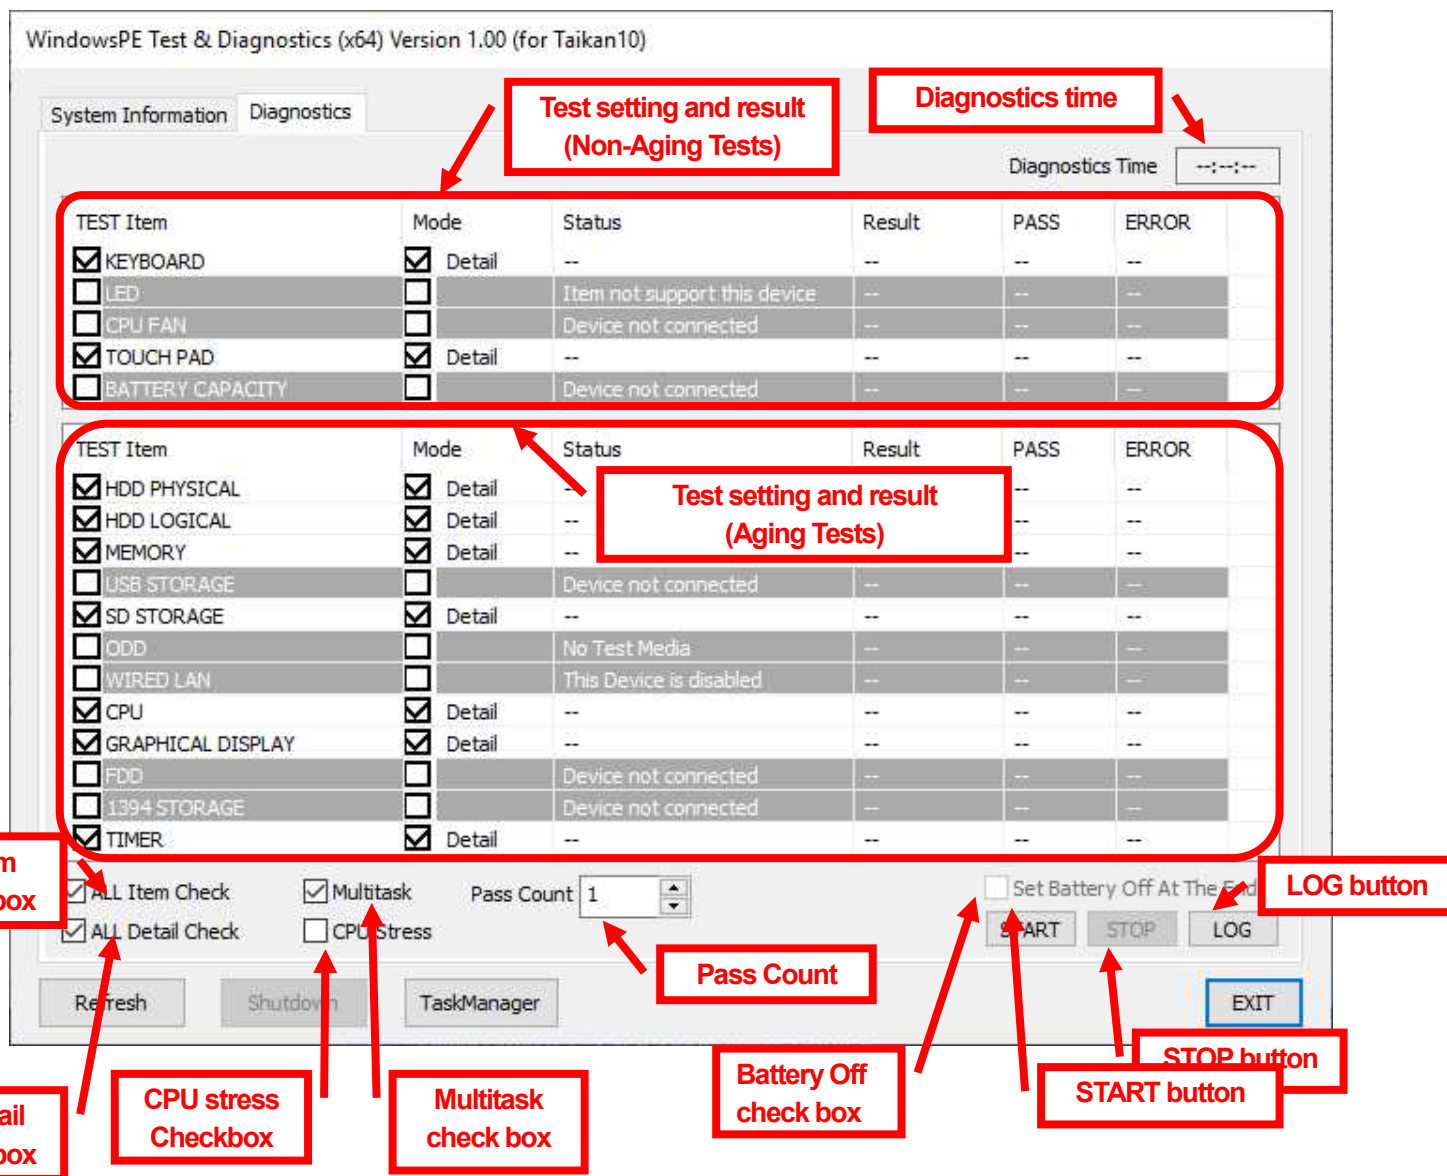 WindowsPE Test & Diagnostics (x64) Version 1.00 (for Taikan10)
System Information Diagnostics
Test setting and result
(Non-Aging Tests)
Diagnostics time
Diagnostics Time --:--:--
TEST Item Mode Status Result PASS ERROR
KEYBOARD Detail -- -- -- --
LED Item not support this device -- -- --
CPU FAN Device not connected -- -- --
TOUCH PAD Detail -- -- -- --
BATTERY CAPACITY Device not connected -- -- --
TEST Item Mode Status Result PASS ERROR
HDD PHYSICAL Detail -- -- --
HDD LOGICAL Detail -- -- --
MEMORY Detail -- -- --
Test setting and result
(Aging Tests)
USB STORAGE Device not connected -- -- --
SD STORAGE Detail -- -- -- --
ODD No Test Media -- -- --
WIRED LAN This Device is disabled -- -- --
CPU Detail -- -- -- --
GRAPHICAL DISPLAY Detail -- -- -- --
FDD Device not connected -- -- --
1394 STORAGE Device not connected -- -- --
TIMER Detail -- -- -- --
m
box
ALL Item Check Multitask Pass Count 1 Set Battery Off At The End
LOG button
ALL Detail Check CPU Stress START STOP LOG
Pass Count
Refresh Shutdown TaskManager EXIT
STOP button
START button
Battery Off
check box
CPU stress
Checkbox
Multitask
check box
ail
box